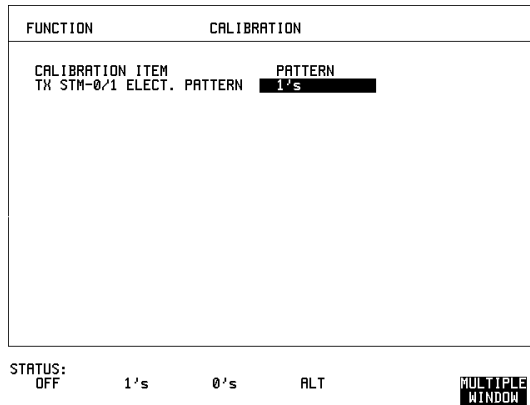 FUNCTION CALIBRATION
CALIBRATION ITEM PATTERN
TX STM-0/1 ELECT. PATTERN 1's
STATUS:
OFF 1's 0's ALT MULTIPLE
WINDOW